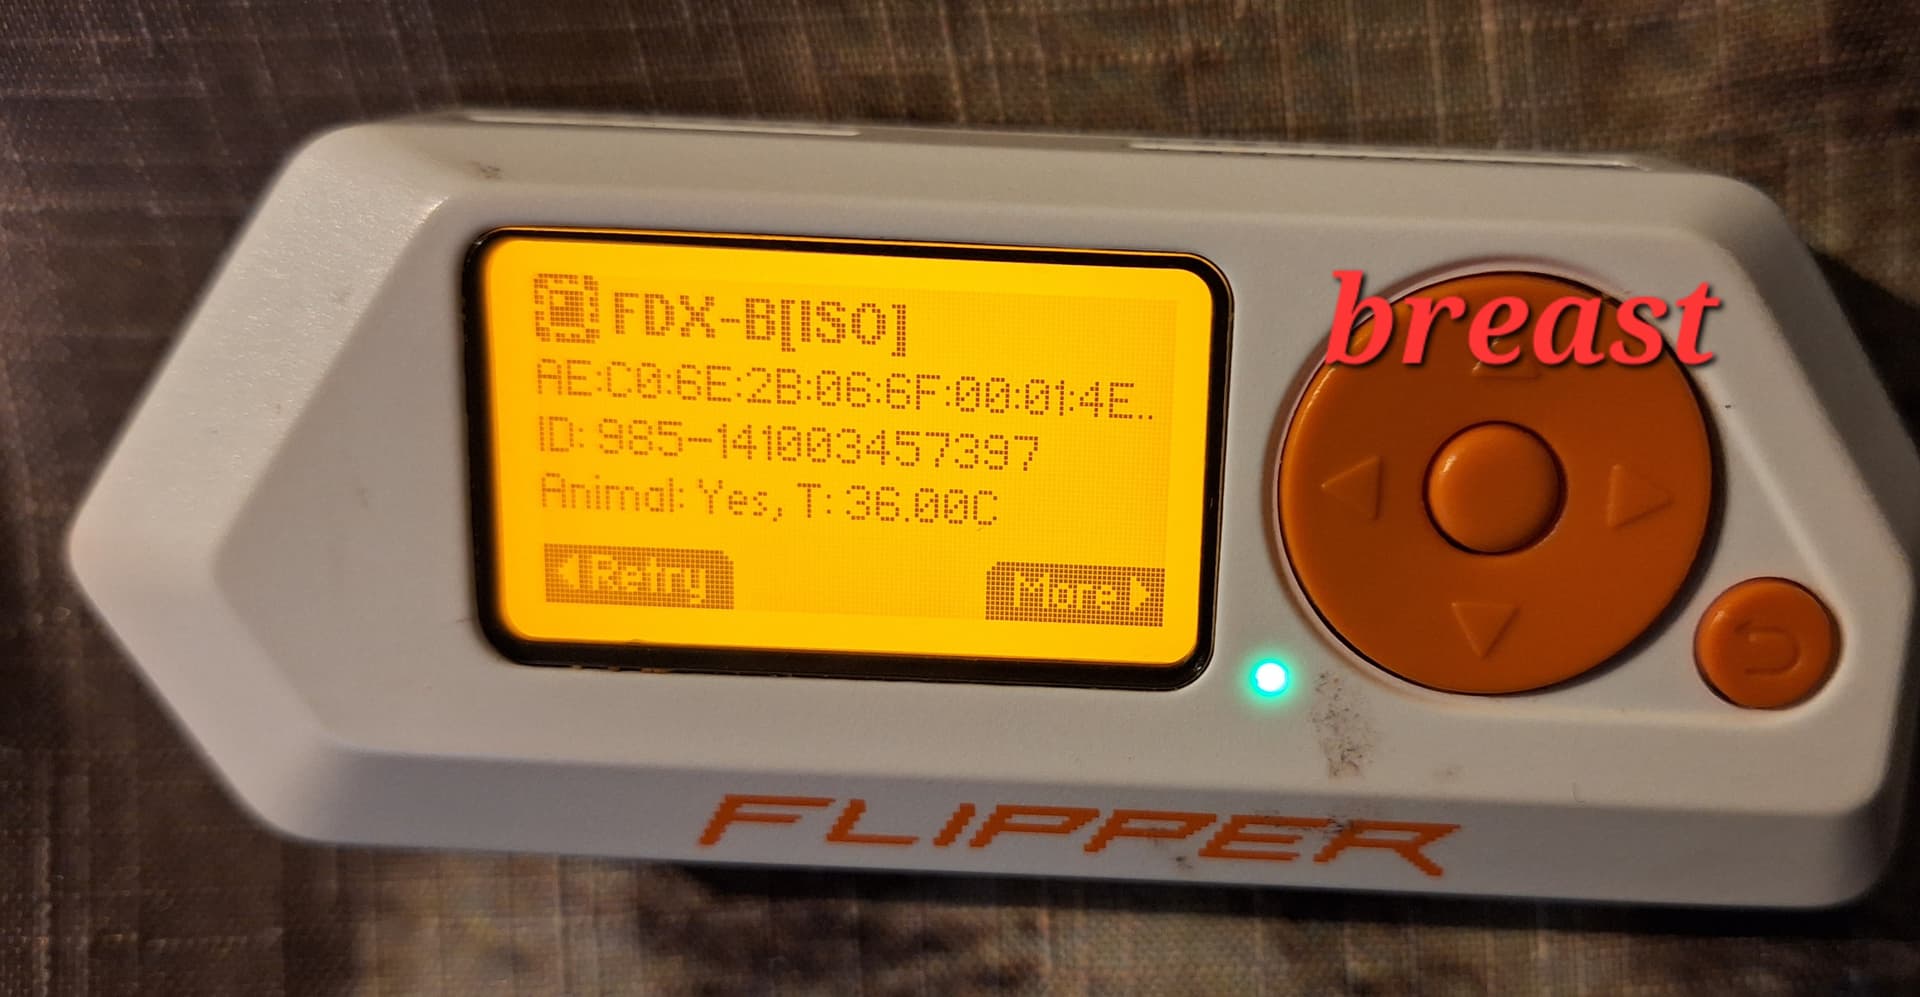 FDX-B[ISO]
AE:C0:6E:2B:06:6F:00:01:4E..
ID: 985-141003457397
Animal: Yes, T: 36.00C
Retry
More
breast
FLIPPER